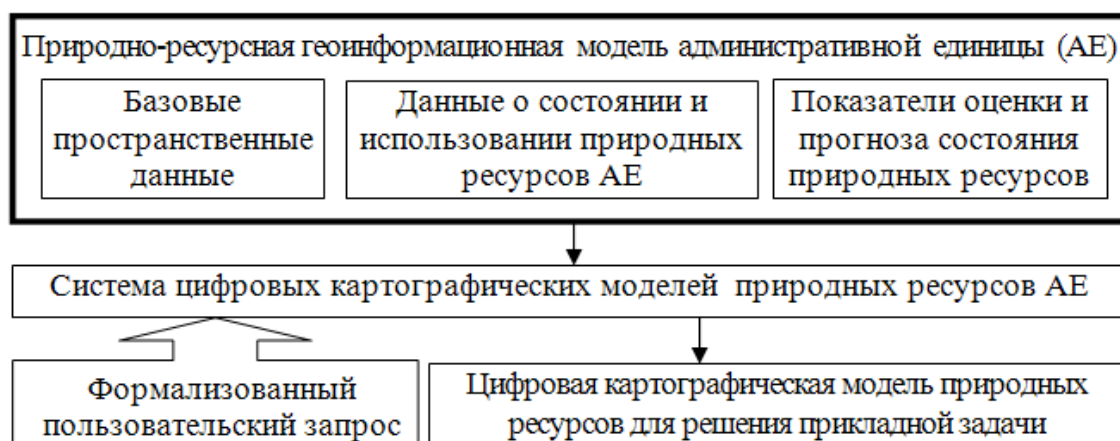 Природно-ресурсная геоинформационная модель административной единицы (АЕ)
Базовые
пространственные
данные
Данные о состоянии и
использовании природных
ресурсов АЕ
Показатели оценки и
прогноза состояния
природных ресурсов
Система цифровых картографических моделей природных ресурсов АЕ
Формализованный
пользовательский запрос
Цифровая картографическая модель природных
ресурсов для решения прикладной задачи